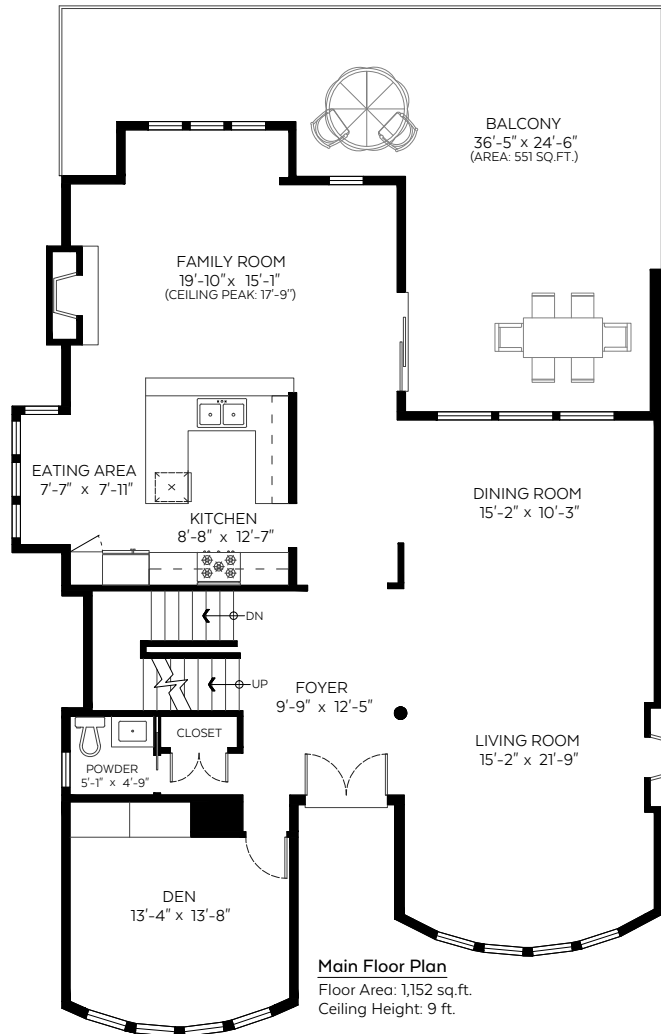 BALCONY
36'-5" x 24'-6"
(AREA: 551 SQ.FT.)
FAMILY ROOM
19'-10" x 15'-1"
(CEILING PEAK: 17'-9")
EATING AREA
7'-7" x 7'-11"
DINING ROOM
15'-2" x 10'-3"
KITCHEN
8'-8" x 12'-7"
DN
UP
FOYER
9'-9" x 12'-5"
CLOSET
LIVING ROOM
15'-2" x 21'-9"
POWDER
5'-1" x 4'-9"
DEN
13'-4" x 13'-8"
Main Floor Plan
Floor Area: 1,152 sq.ft.
Ceiling Height: 9 ft.